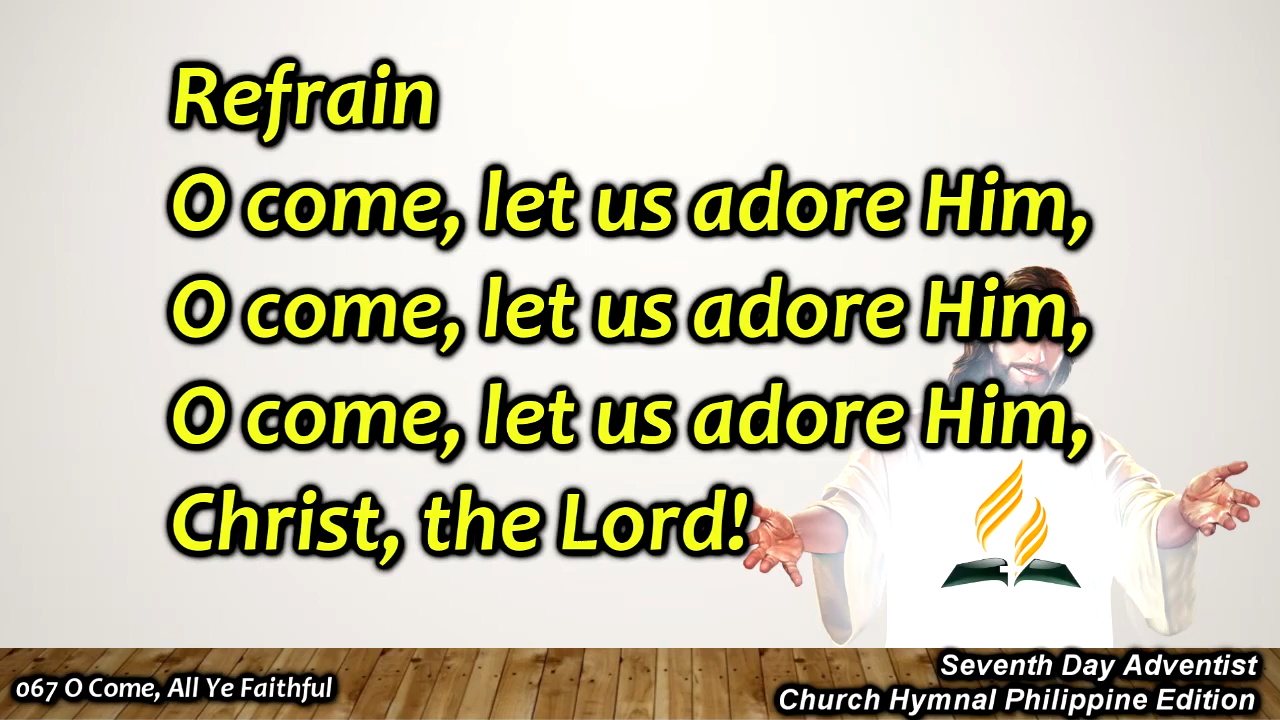 Refrain
O come, let us adore Him,
O come, let us adore Him,
O come, let us adore Him,
Christ, the Lord!
067 O Come, All Ye Faithful
Seventh Day Adventist
Church Hymnal Philippine Edition